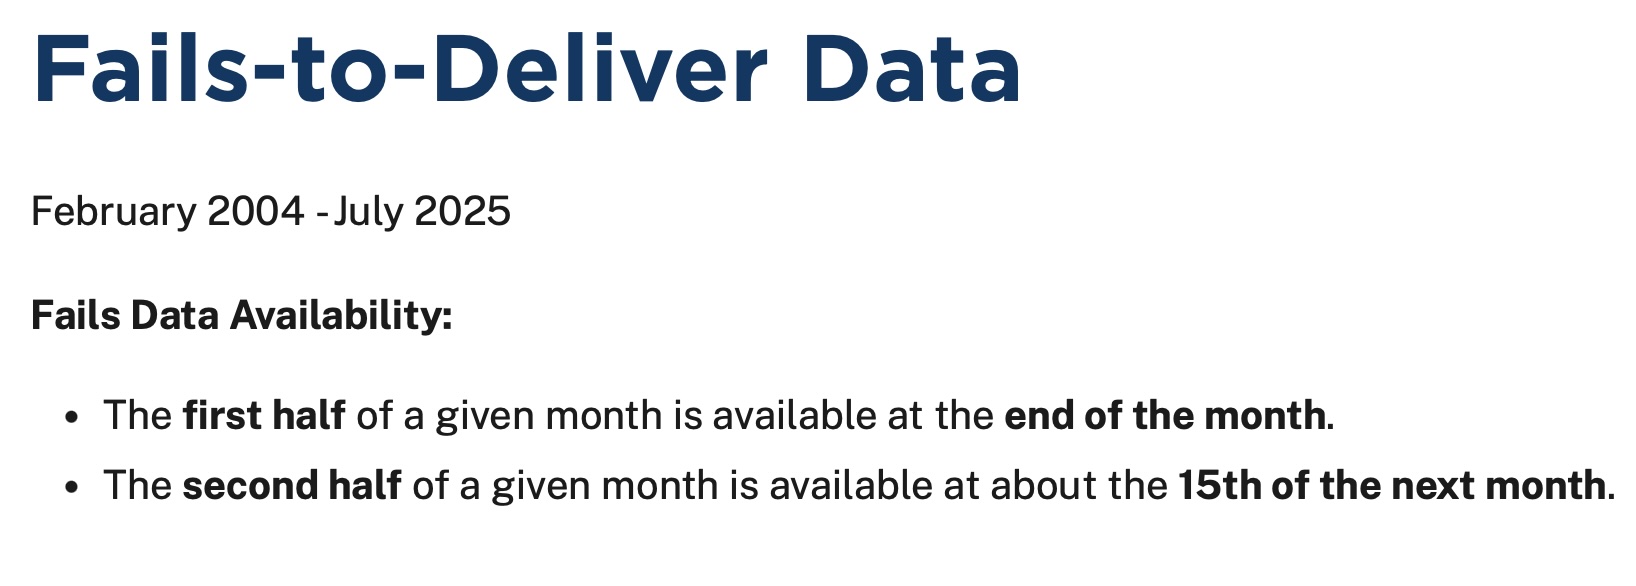 Fails-to-Deliver Data
February 2004 - July 2025
Fails Data Availability:
• The first half of a given month is available at the end of the month.
• The second half of a given month is available at about the 15th of the next month.